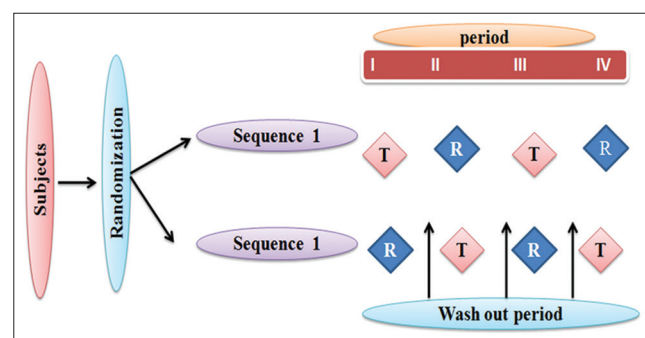 period
I II III IV
Subjects
Randomization
Sequence 1
T R T R
Sequence 1
R T R T
Wash out period